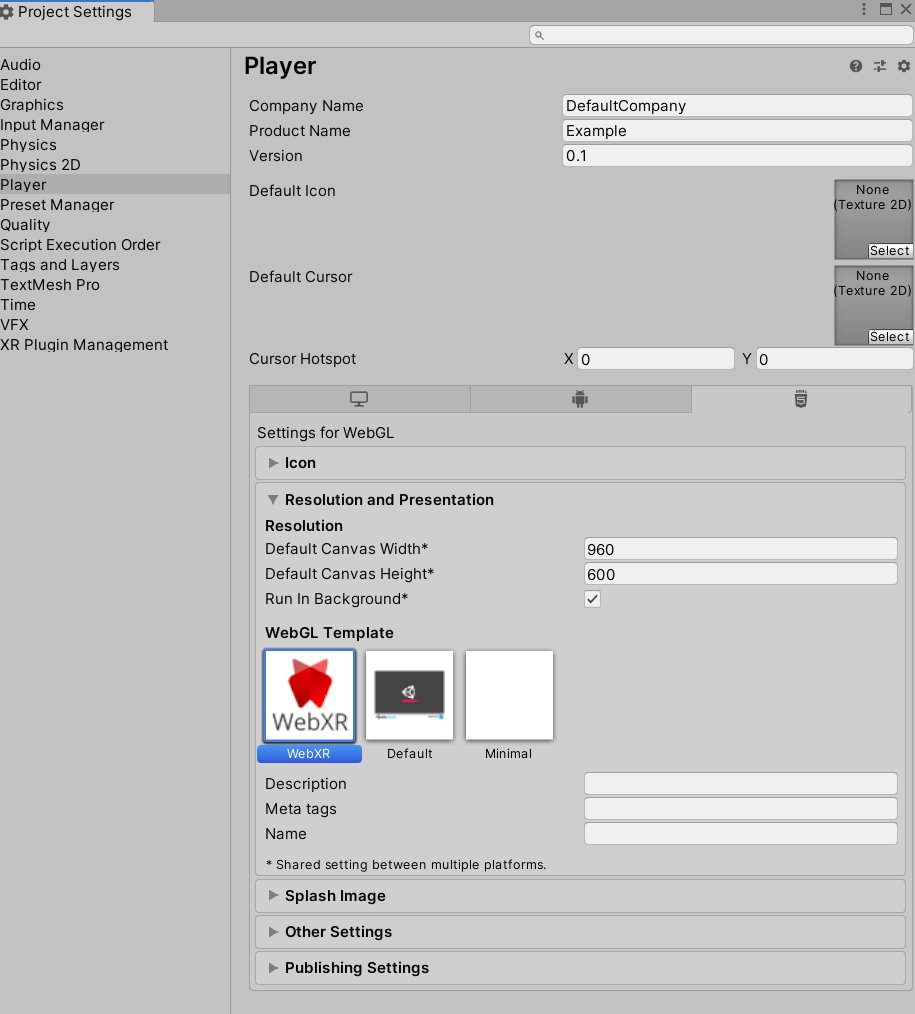 Project Settings
Audio
Editor
Graphics
Input Manager
Physics
Physics 2D
Player
Preset Manager
Quality
Script Execution Order
Tags and Layers
TextMesh Pro
Time
VFX
XR Plugin Management
Player
Company Name DefaultCompany
Product Name Example
Version 0.1
Default Icon
None
(Texture 2D)
Select
Default Cursor
None
(Texture 2D)
Select
Cursor Hotspot X 0 Y 0
Settings for WebGL
Icon
Resolution and Presentation
Resolution
Default Canvas Width* 960
Default Canvas Height* 600
Run In Background*
WebGL Template
WebXR
WebXR Default Minimal
Description
Meta tags
Name
* Shared setting between multiple platforms.
Splash Image
Other Settings
Publishing Settings